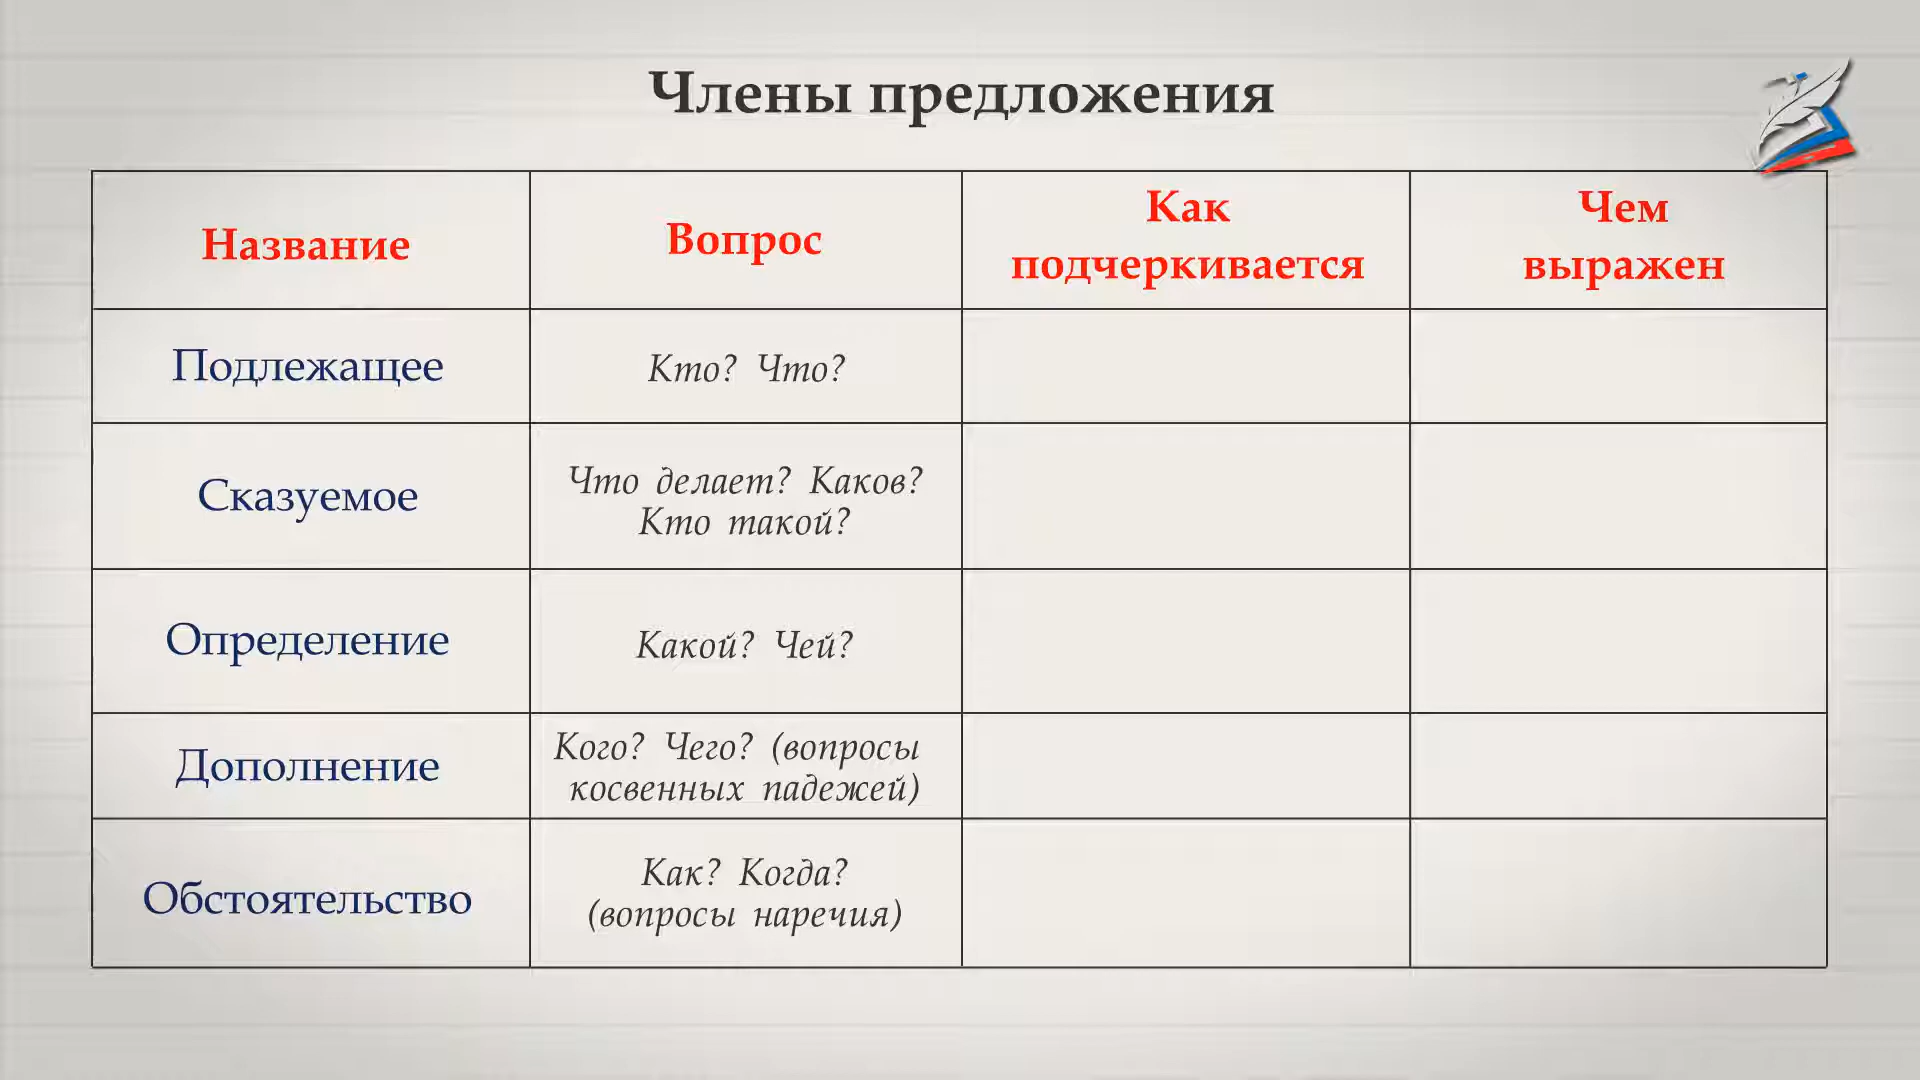 Члены предложения
Название
Вопрос
Как
подчеркивается
Чем
выражен
Подлежащее
Кто? Что?
Сказуемое
Что делает? Каков?
Кто такой?
Определение
Какой? Чей?
Дополнение
Кого? Чего? (вопросы
косвенных падежей)
Обстоятельство
Как? Когда?
(вопросы наречия)